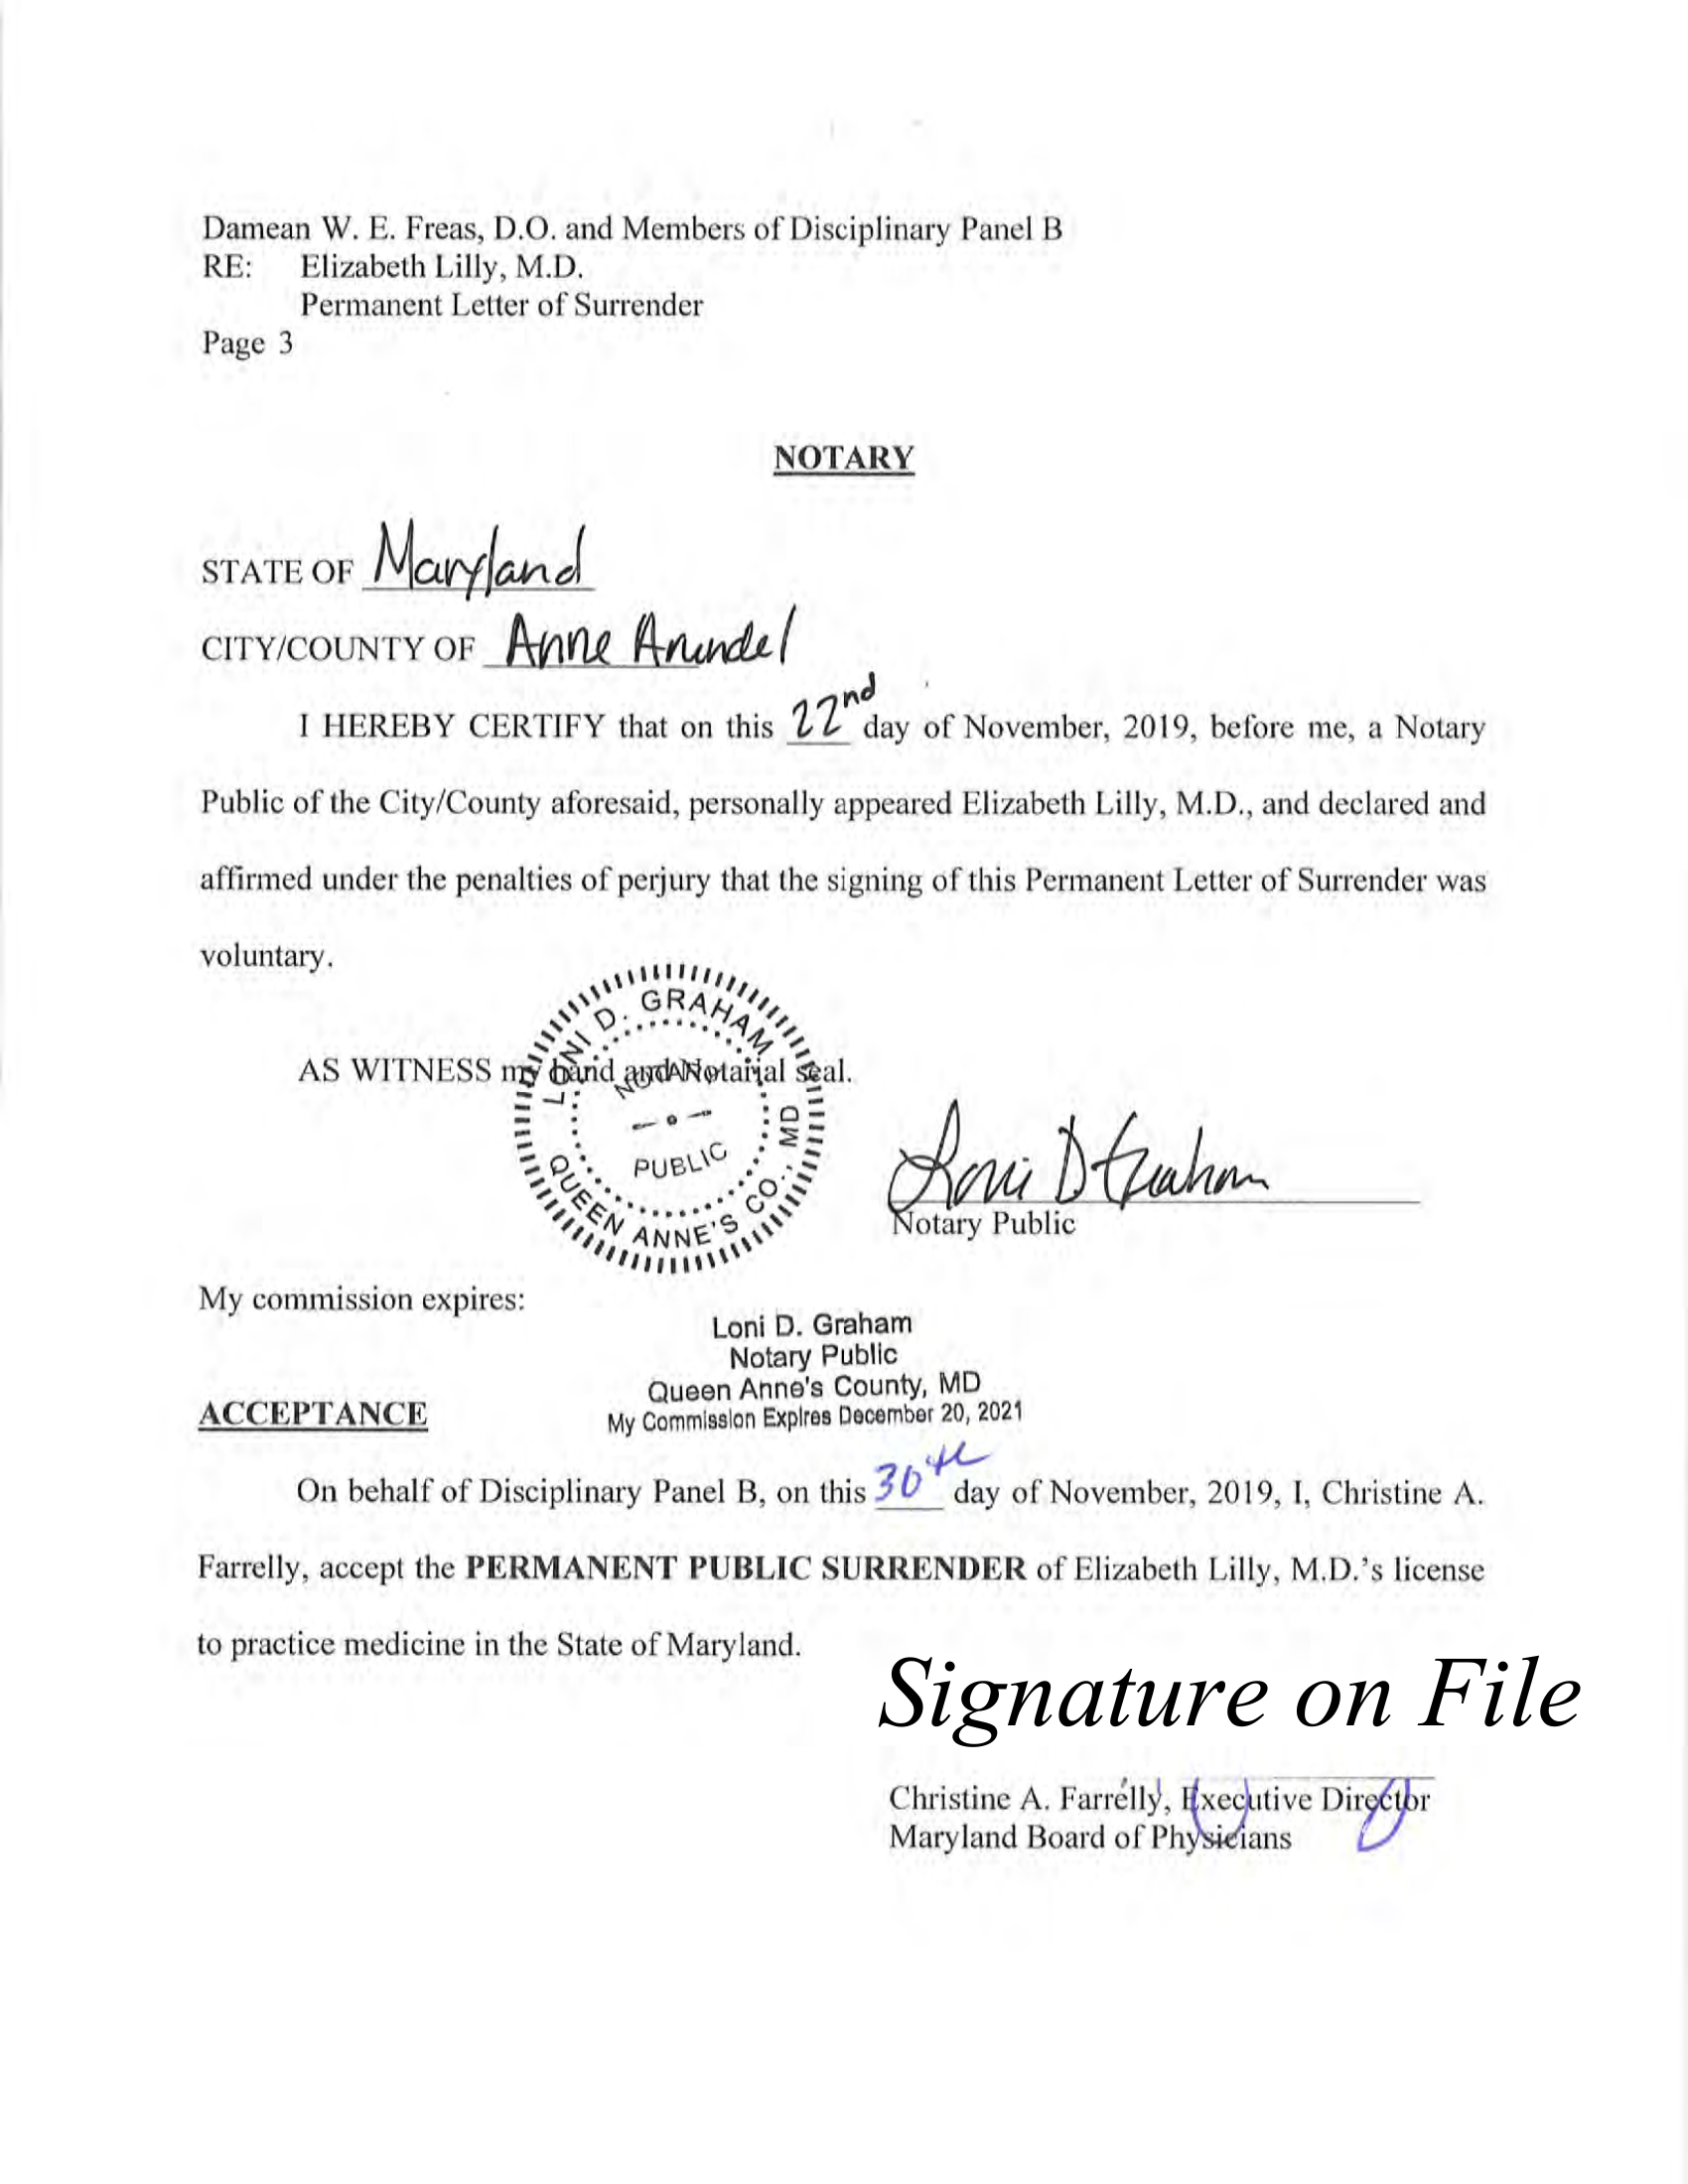 Damean W. E. Freas, D.O. and Members of Disciplinary Panel B
RE: Elizabeth Lilly, M.D.
Permanent Letter of Surrender
Page 3
NOTARY
STATE OF Maryland
CITY/COUNTY OF Anne Arundel
I HEREBY CERTIFY that on this 22nd day of November, 2019, before me, a Notary
Public of the City/County aforesaid, personally appeared Elizabeth Lilly, M.D., and declared and
affirmed under the penalties of perjury that the signing of this Permanent Letter of Surrender was
voluntary.
AS WITNESS my hand and Notarial seal.
LONI D. GRAHAM
NOTARY
PUBLIC
QUEEN ANNE'S CO., MD
Loni D Graham
Notary Public
My commission expires:
Loni D. Graham
Notary Public
Queen Anne's County, MD
My Commission Expires December 20, 2021
ACCEPTANCE
On behalf of Disciplinary Panel B, on this 30th day of November, 2019, I, Christine A.
Farrelly, accept the PERMANENT PUBLIC SURRENDER of Elizabeth Lilly, M.D.'s license
to practice medicine in the State of Maryland.
Signature on File
Christine A. Farrelly, Executive Director
Maryland Board of Physicians